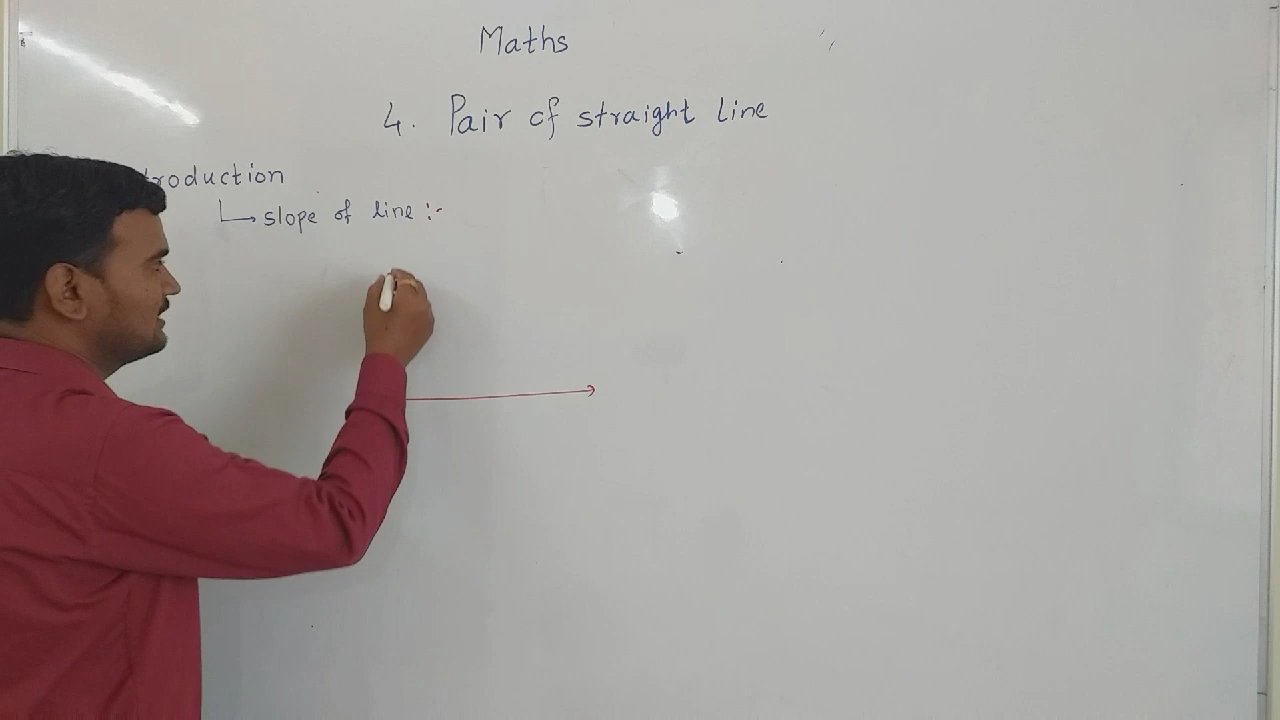 Maths
4. Pair of straight line
troduction
slope of line :-